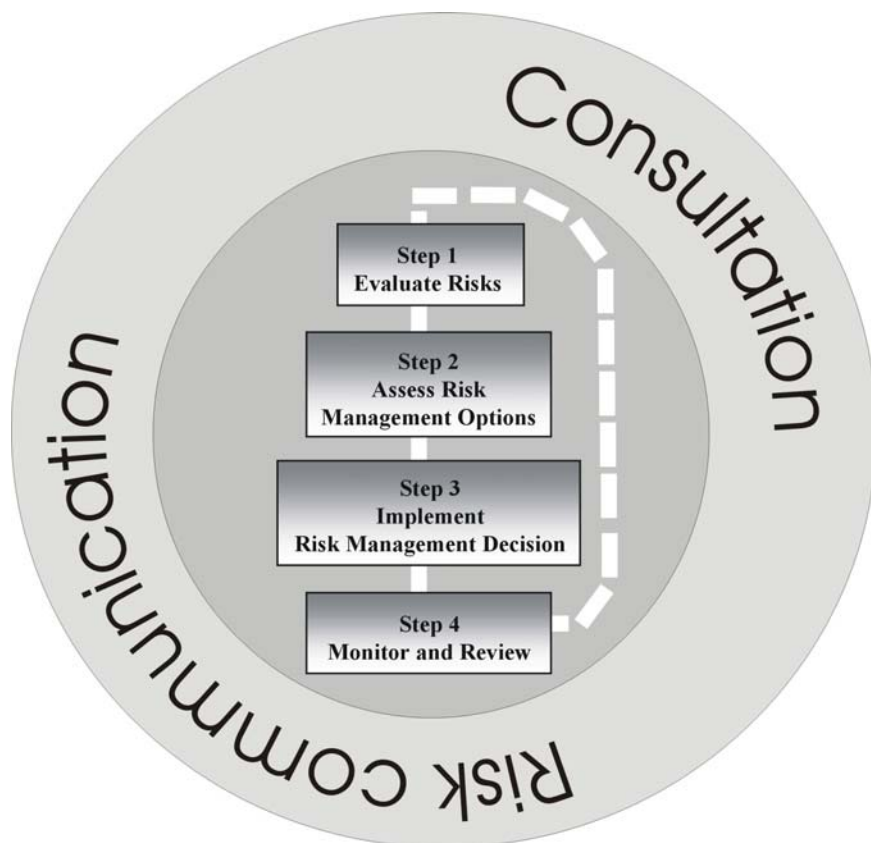 Consultation
Step 1
Evaluate Risks
Step 2
Assess Risk
Management Options
Step 3
Implement
Risk Management Decision
Step 4
Monitor and Review
Risk Communication